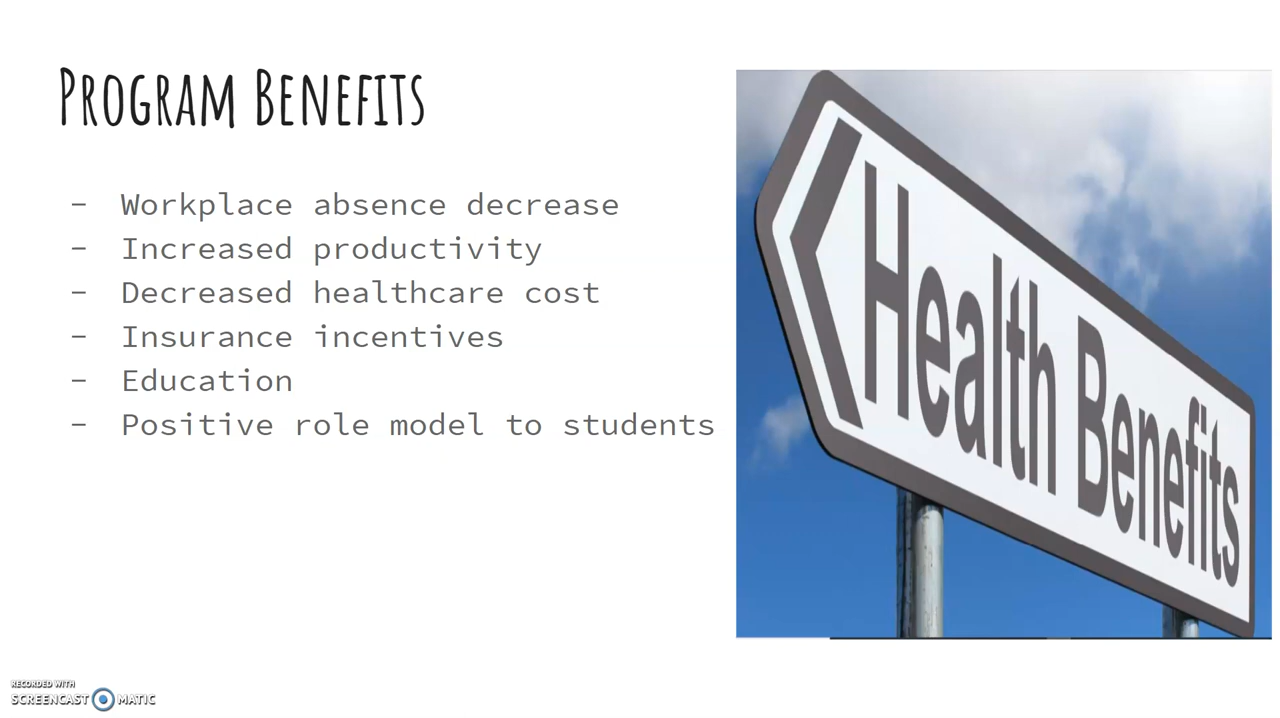 Program Benefits
- Workplace absence decrease
- Increased productivity
- Decreased healthcare cost
- Insurance incentives
- Education
- Positive role model to students
Health Benefits
RECORDED WITH
SCREENCAST MATIC